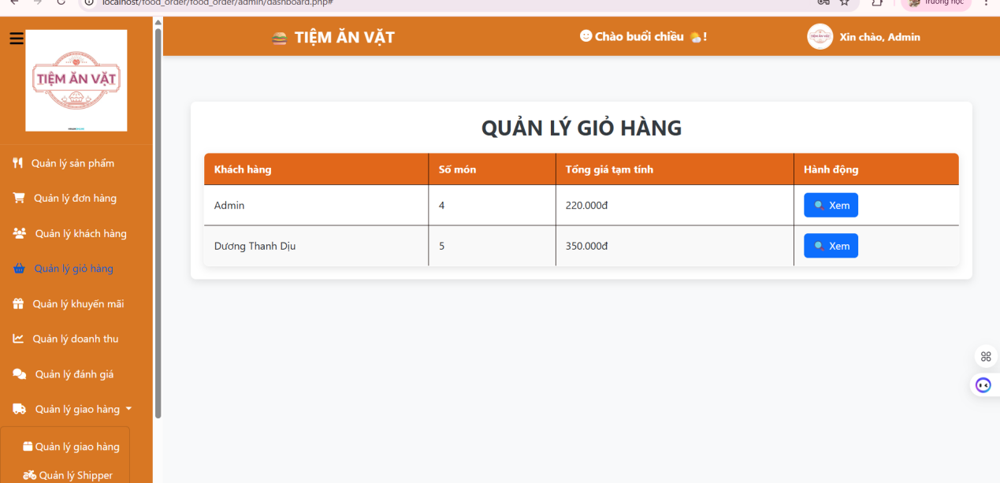 localhost/food_order/food_order/admin/dashboard.php#
Trường học
TIỆM ĂN VẶT
TIỆM ĂN VẶT
Chào buổi chiều !
Xin chào, Admin
Quản lý sản phẩm
Quản lý đơn hàng
Quản lý khách hàng
Quản lý giỏ hàng
Quản lý khuyến mãi
Quản lý doanh thu
Quản lý đánh giá
Quản lý giao hàng
Quản lý giao hàng
Quản lý Shipper
QUẢN LÝ GIỎ HÀNG
Khách hàng Số món Tổng giá tạm tính Hành động
Admin 4 220.000đ Xem
Dương Thanh Dịu 5 350.000đ Xem